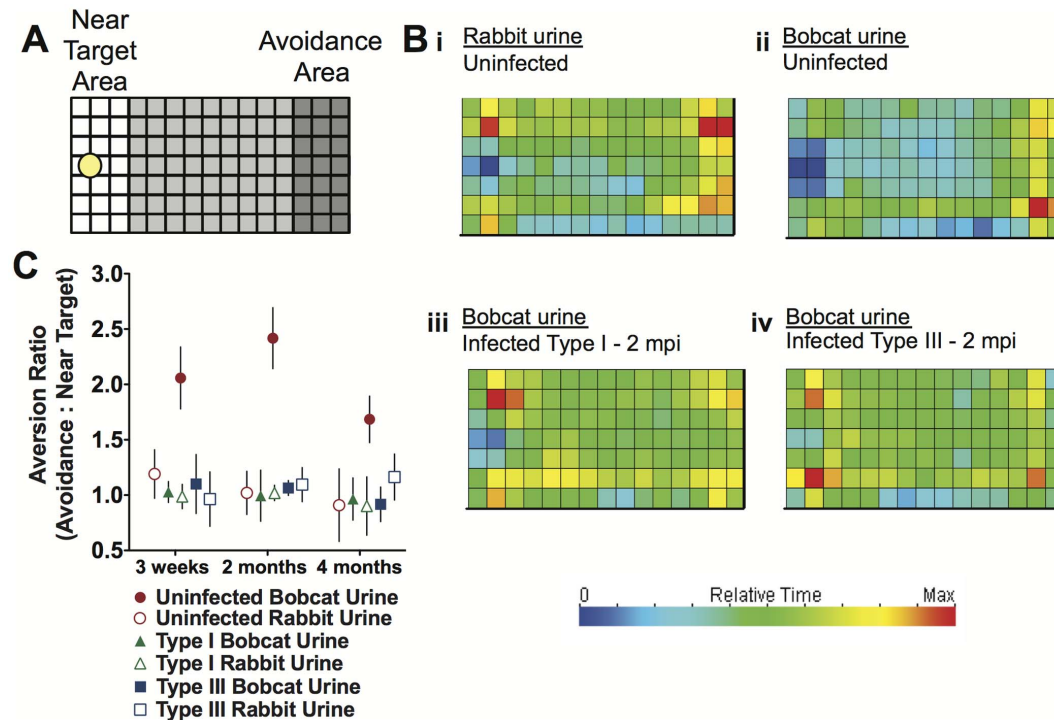 A
Near
Target
Area
Avoidance
Area
B
i
Rabbit urine
Uninfected
ii
Bobcat urine
Uninfected
C
Aversion Ratio
(Avoidance : Near Target)
3.0
2.5
2.0
1.5
1.0
0.5
3 weeks 2 months 4 months
Uninfected Bobcat Urine
Uninfected Rabbit Urine
Type I Bobcat Urine
Type I Rabbit Urine
Type III Bobcat Urine
Type III Rabbit Urine
iii
Bobcat urine
Infected Type I - 2 mpi
iv
Bobcat urine
Infected Type III - 2 mpi
0 Relative Time Max